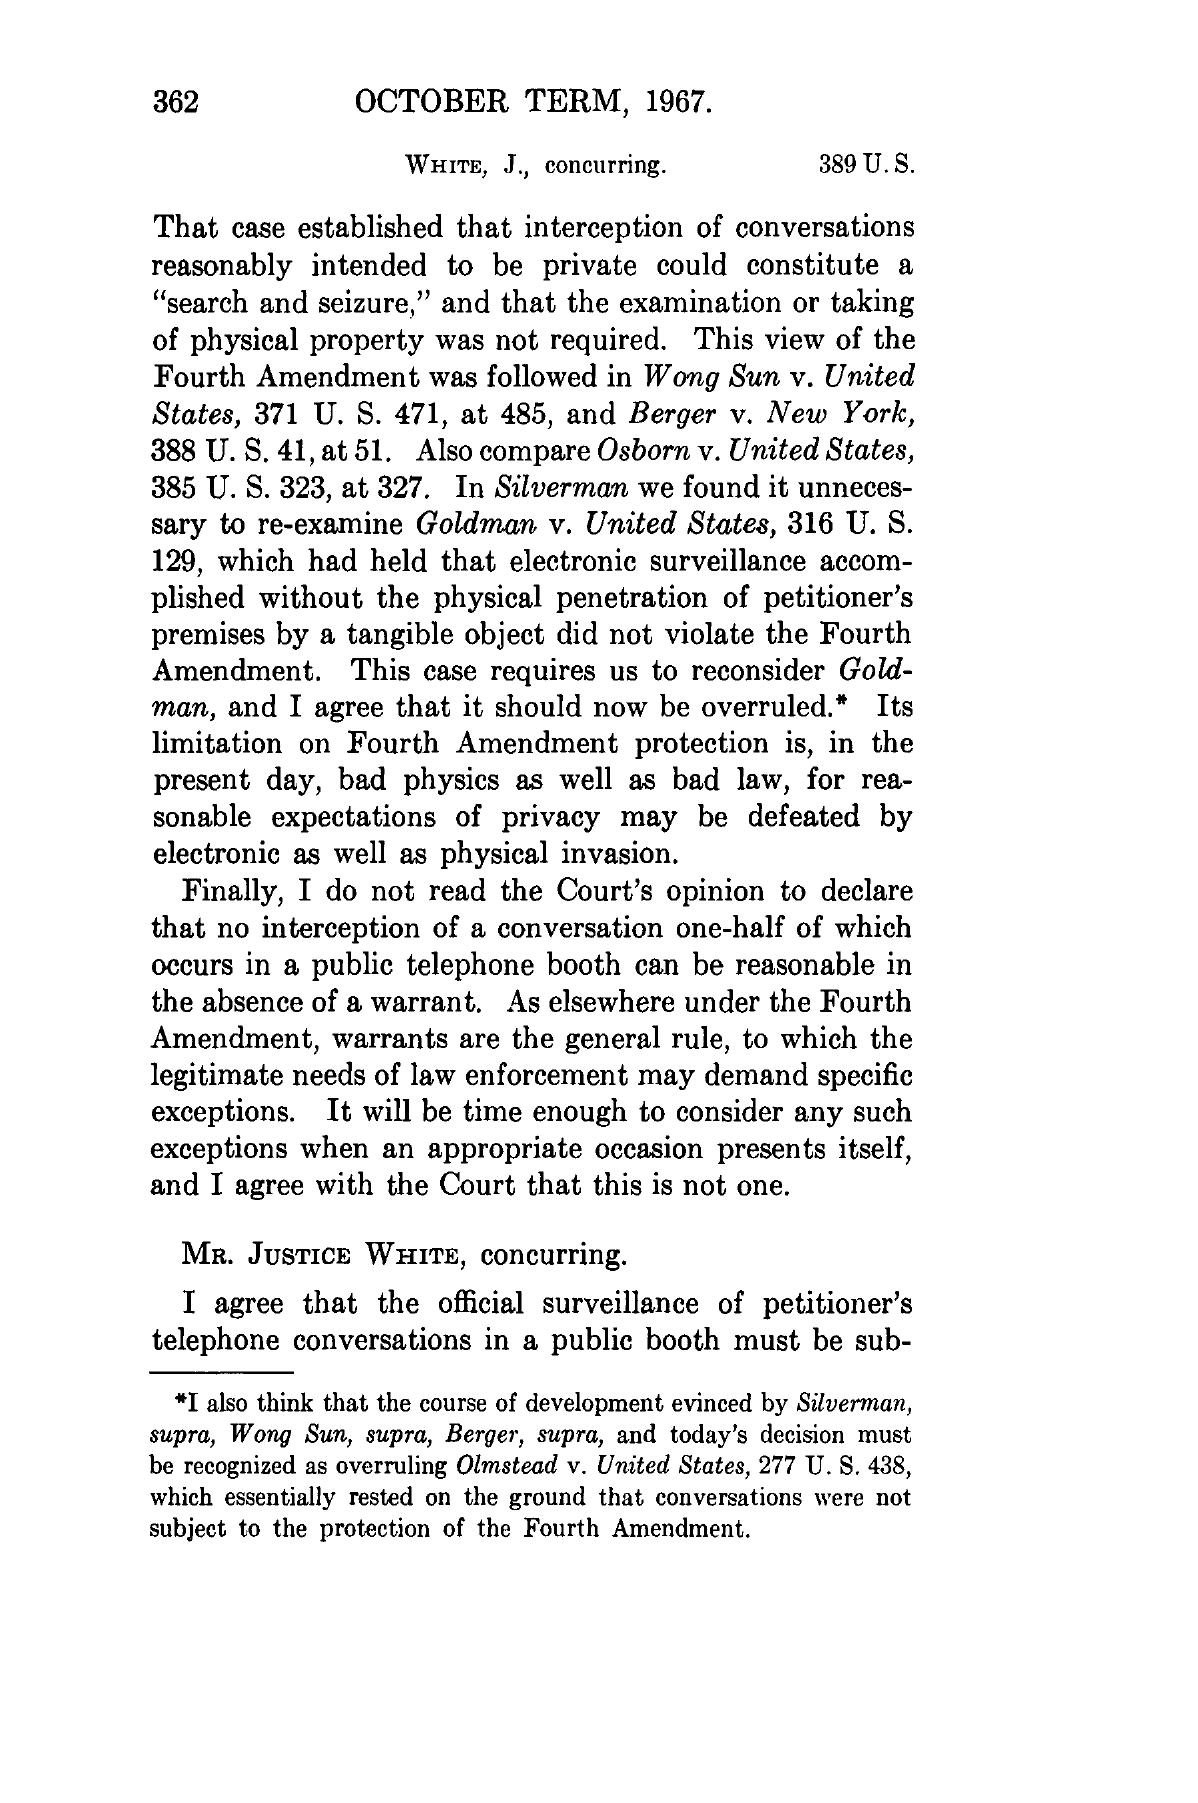 362 OCTOBER TERM, 1967.
WHITE, J., concurring. 389 U. S.
That case established that interception of conversations
reasonably intended to be private could constitute a
“search and seizure,” and that the examination or taking
of physical property was not required. This view of the
Fourth Amendment was followed in Wong Sun v. United
States, 371 U. S. 471, at 485, and Berger v. New York,
388 U. S. 41, at 51. Also compare Osborn v. United States,
385 U. S. 323, at 327. In Silverman we found it unneces-
sary to re-examine Goldman v. United States, 316 U. S.
129, which had held that electronic surveillance accom-
plished without the physical penetration of petitioner's
premises by a tangible object did not violate the Fourth
Amendment. This case requires us to reconsider Gold-
man, and I agree that it should now be overruled.* Its
limitation on Fourth Amendment protection is, in the
present day, bad physics as well as bad law, for rea-
sonable expectations of privacy may be defeated by
electronic as well as physical invasion.
Finally, I do not read the Court's opinion to declare
that no interception of a conversation one-half of which
occurs in a public telephone booth can be reasonable in
the absence of a warrant. As elsewhere under the Fourth
Amendment, warrants are the general rule, to which the
legitimate needs of law enforcement may demand specific
exceptions. It will be time enough to consider any such
exceptions when an appropriate occasion presents itself,
and I agree with the Court that this is not one.
MR. JUSTICE WHITE, concurring.
I agree that the official surveillance of petitioner's
telephone conversations in a public booth must be sub-
*I also think that the course of development evinced by Silverman,
supra, Wong Sun, supra, Berger, supra, and today's decision must
be recognized as overruling Olmstead v. United States, 277 U. S. 438,
which essentially rested on the ground that conversations were not
subject to the protection of the Fourth Amendment.